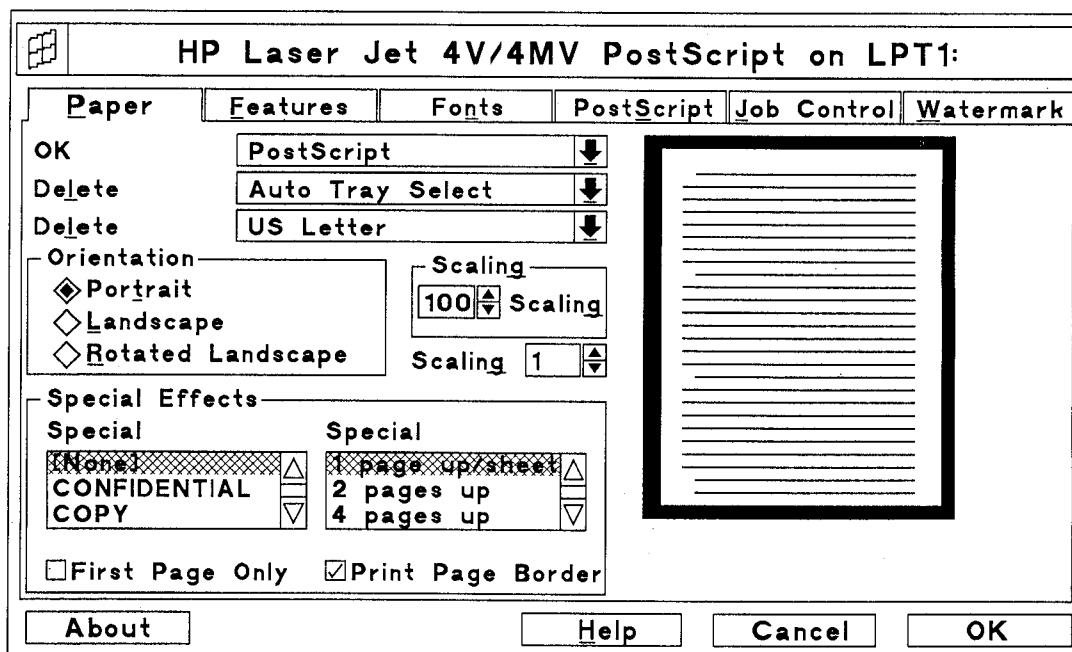 HP Laser Jet 4V/4MV PostScript on LPT1:
Paper Features Fonts PostScript Job Control Watermark
OK PostScript
Delete Auto Tray Select
Delete US Letter
Orientation
Portrait
Landscape
Rotated Landscape
Scaling
100 Scaling
Scaling 1
Special Effects
Special
[None]
CONFIDENTIAL
COPY
Special
1 page up/sheet
2 pages up
4 pages up
First Page Only
Print Page Border
About Help Cancel OK